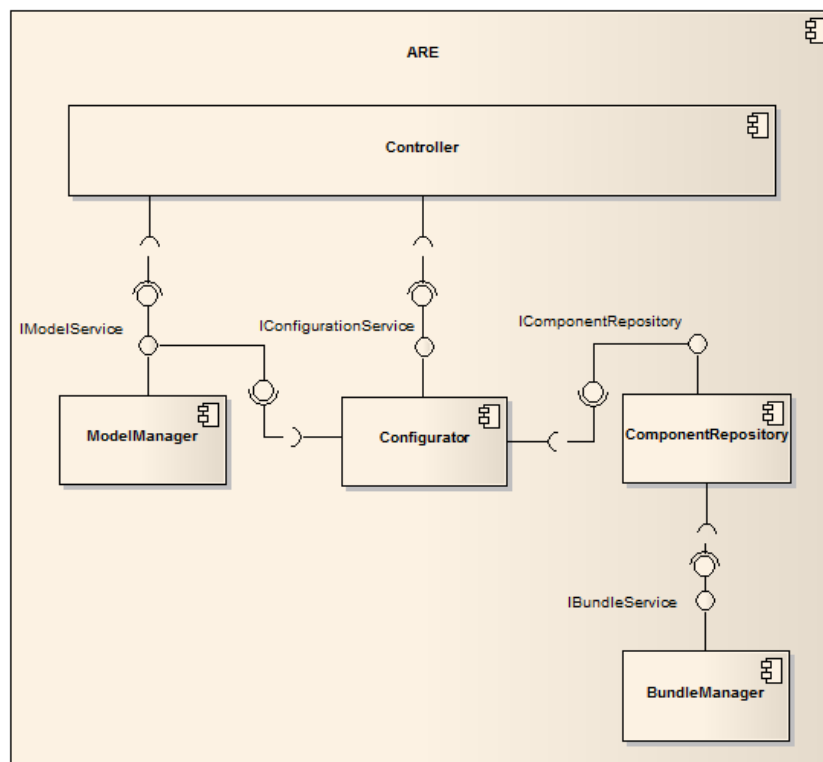 ARE
Controller
IModelService
IConfigurationService
IComponentRepository
ModelManager
Configurator
ComponentRepository
IBundleService
BundleManager